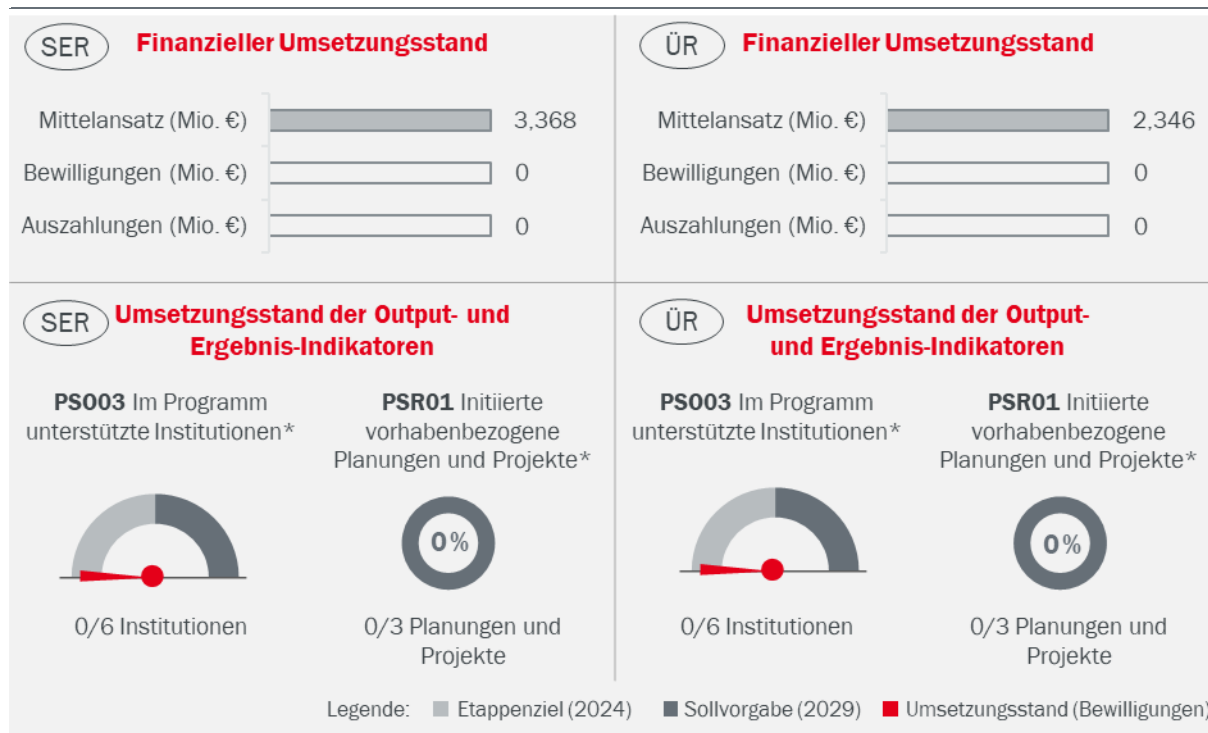 SER Finanzieller Umsetzungsstand
Mittelansatz (Mio. €) 3,368
Bewilligungen (Mio. €) 0
Auszahlungen (Mio. €) 0
ÜR Finanzieller Umsetzungsstand
Mittelansatz (Mio. €) 2,346
Bewilligungen (Mio. €) 0
Auszahlungen (Mio. €) 0
SER Umsetzungsstand der Output- und
Ergebnis-Indikatoren
PSO03 Im Programm
unterstützte Institutionen*
0/6 Institutionen
PSR01 Initiierte
vorhabenbezogene
Planungen und Projekte*
0%
0/3 Planungen und
Projekte
ÜR Umsetzungsstand der Output-
und Ergebnis-Indikatoren
PSO03 Im Programm
unterstützte Institutionen*
0/6 Institutionen
PSR01 Initiierte
vorhabenbezogene
Planungen und Projekte*
0%
0/3 Planungen und
Projekte
Legende: Etappenziel (2024) Sollvorgabe (2029) Umsetzungsstand (Bewilligungen)